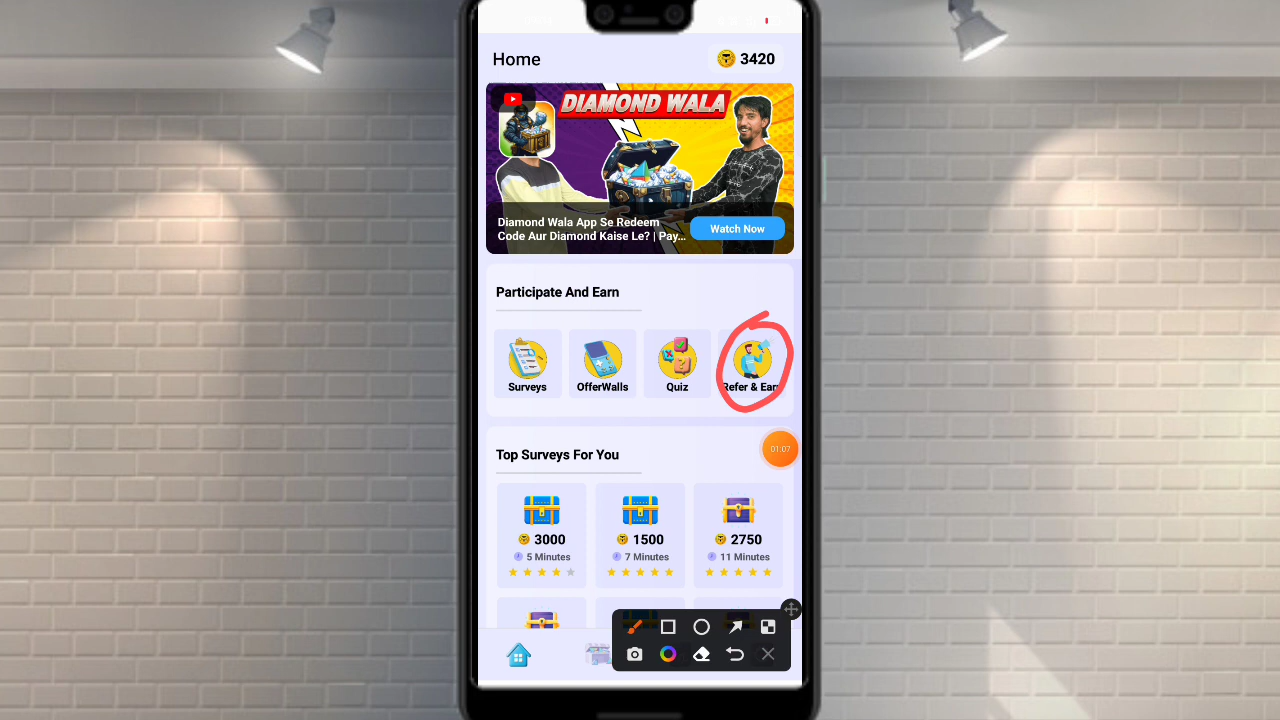 Home
3420
DIAMOND WALA
Diamond Wala App Se Redeem
Code Aur Diamond Kaise Le? | Pay...
Watch Now
Participate And Earn
Surveys
OfferWalls
Quiz
Refer & Earn
Top Surveys For You
01:07
3000
1500
2750
5 Minutes
7 Minutes
11 Minutes